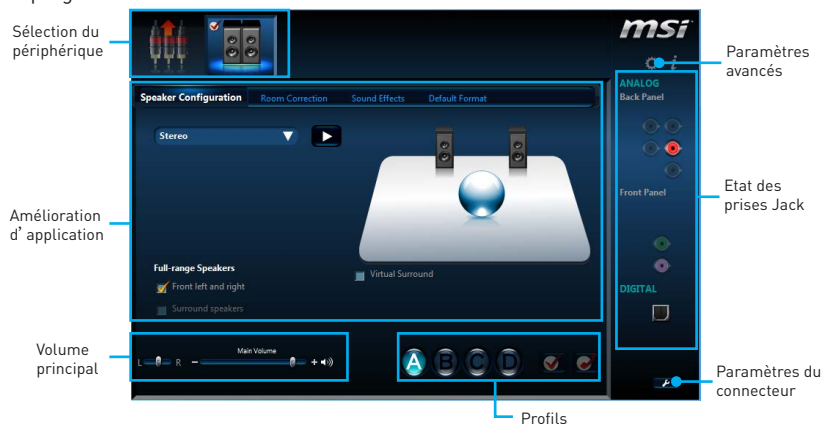 Sélection du
périphérique
msi
i
Paramètres
avancés
ANALOG
Back Panel
Speaker Configuration
Room Correction
Sound Effects
Default Format
Stereo
Front Panel
Etat des
prises Jack
Amélioration
d'application
Full-range Speakers
Front left and right
Surround speakers
Virtual Surround
DIGITAL
Volume
principal
Main Volume
L
R
-
+
A
B
C
D
Paramètres du
connecteur
Profils